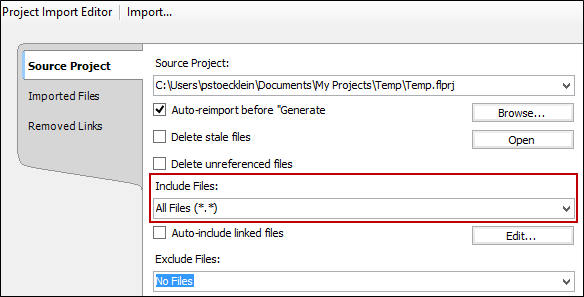 Project Import Editor Import...
Source Project
Imported Files
Removed Links
Source Project:
C:\Users\pstoecklein\Documents\My Projects\Temp\Temp.flprj
Auto-reimport before "Generate
Browse...
Delete stale files
Open
Delete unreferenced files
Include Files:
All Files (*.*)
Auto-include linked files
Edit...
Exclude Files:
No Files